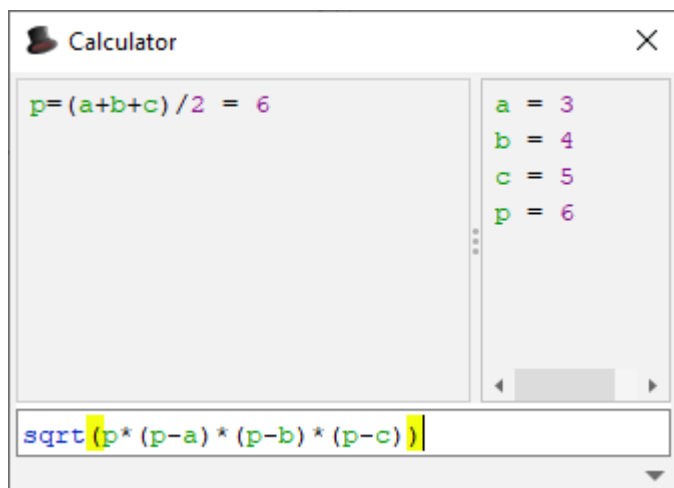 Calculator
p=(a+b+c)/2 = 6
a = 3
b = 4
c = 5
p = 6
sqrt(p*(p-a)*(p-b)*(p-c))